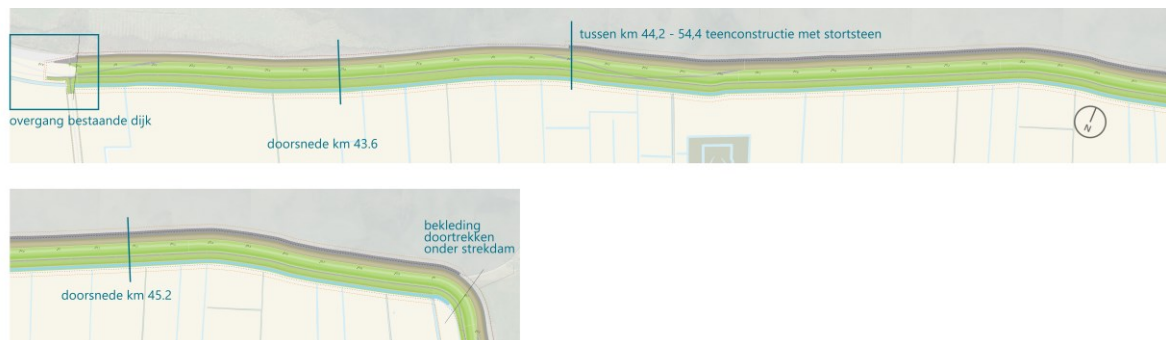 tussen km 44,2 - 54,4 teenconstructie met stortsteen
overgang bestaande dijk
doorsnede km 43.6
N
bekleding
doortrekken
onder strekdam
doorsnede km 45.2